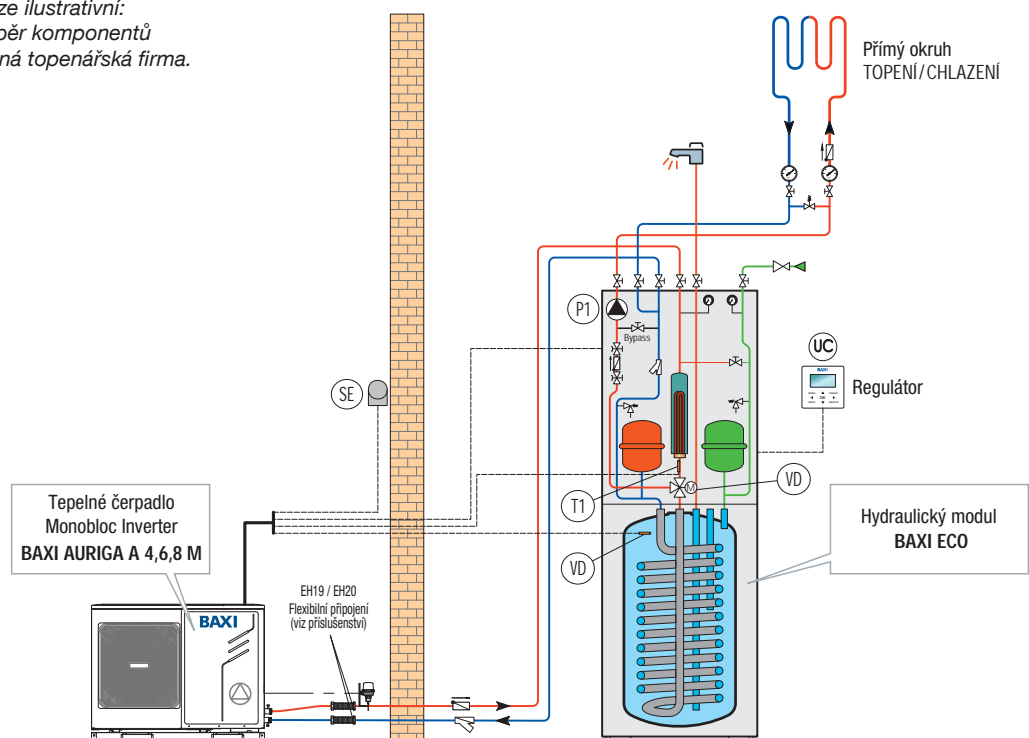 ze ilustrativní:
ěr komponentů
ná topenářská firma.
Přímý okruh
TOPENÍ/CHLAZENÍ
P1
Bypass
UC
BAXI
OK
Regulátor
SE
T1
M
VD
VD
Tepelné čerpadlo
Monobloc Inverter
BAXI AURIGA A 4,6,8 M
Hydraulický modul
BAXI ECO
EH19 / EH20
Flexibilní připojení
(viz příslušenství)
BAXI